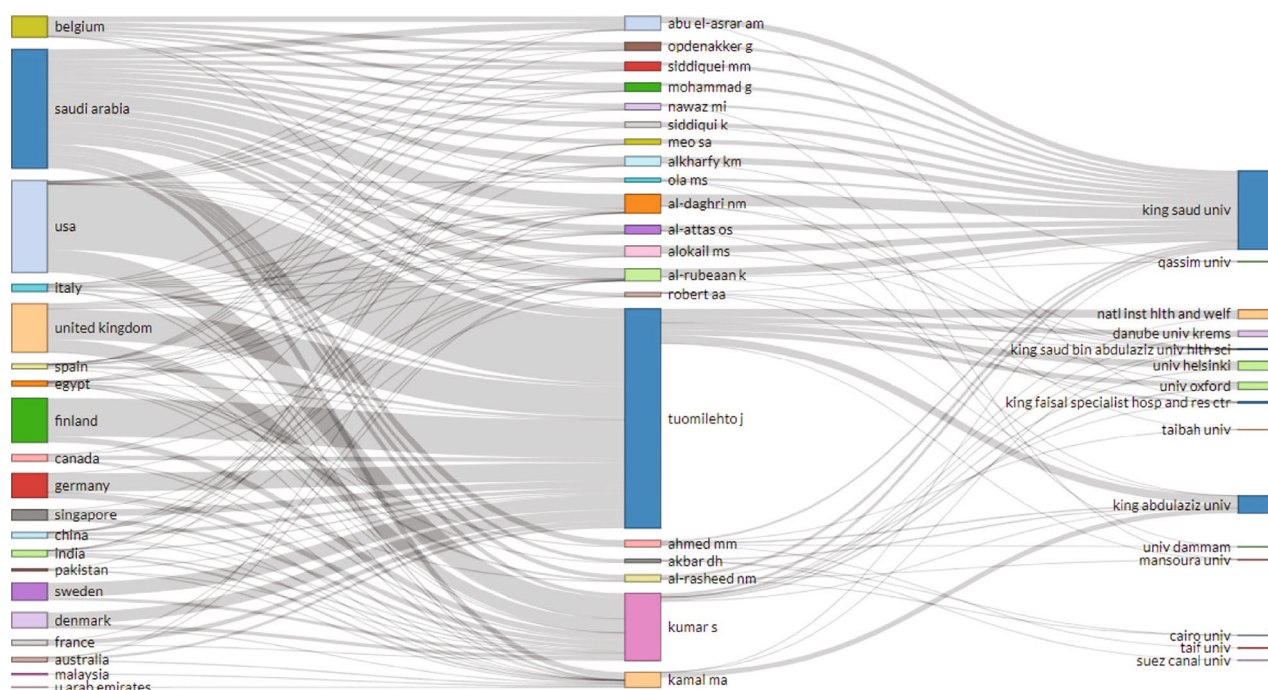 belgium
saudi arabia
usa
italy
united kingdom
spain
egypt
finland
canada
germany
singapore
china
india
pakistan
sweden
denmark
france
australia
malaysia
u arab emirates
abu el-asrar am
opdenakker g
siddiquei mm
mohammad g
nawaz mi
siddiqui k
meo sa
alkharfy km
ola ms
al-daghri nm
al-attas os
alokail ms
al-rubeaan k
robert aa
tuomilehto j
ahmed mm
akbar dh
al-rasheed nm
kumar s
kamal ma
king saud univ
qassim univ
natl inst hlth and welf
danube univ krems
king saud bin abdulaziz univ hlth sci
univ helsinki
univ oxford
king faisal specialist hosp and res ctr
taibah univ
king abdulaziz univ
univ dammam
mansoura univ
cairo univ
taif univ
suez canal univ